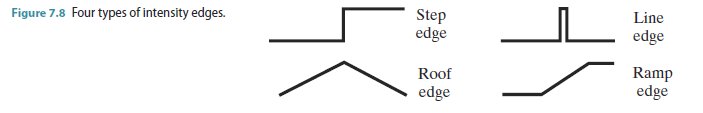 Figure 7.8 Four types of intensity edges.
Step
edge
Line
edge
Roof
edge
Ramp
edge